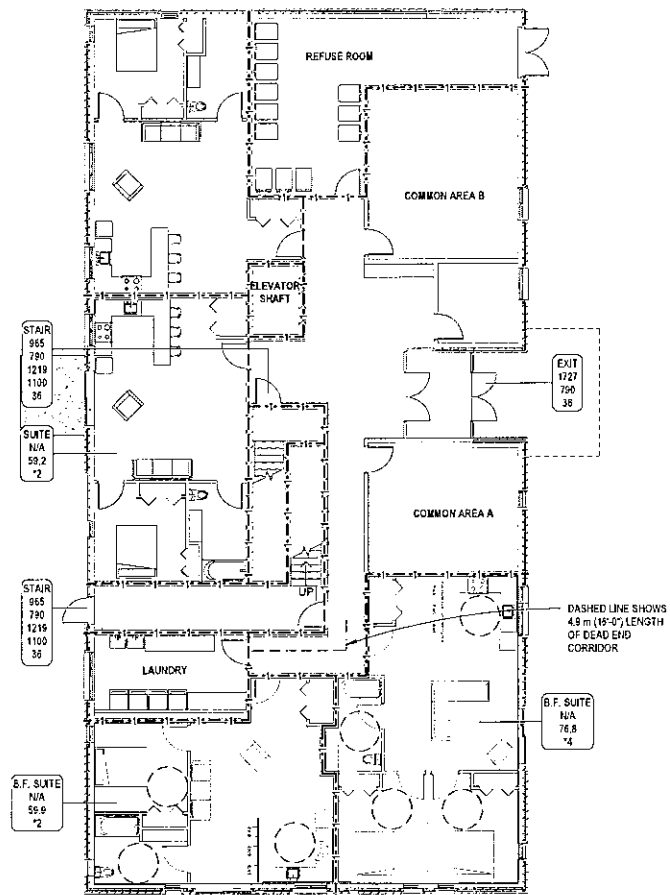 REFUSE ROOM
COMMON AREA B
ELEVATOR
SHAFT
STAIR
965
790
1219
1100
36
EXIT
1727
790
36
SUITE
N/A
59.2
*2
COMMON AREA A
UP
STAIR
965
790
1219
1100
36
DASHED LINE SHOWS
4.9 m (16'-0") LENGTH
OF DEAD END
CORRIDOR
LAUNDRY
B.F. SUITE
N/A
76.8
*4
B.F. SUITE
N/A
59.9
*2